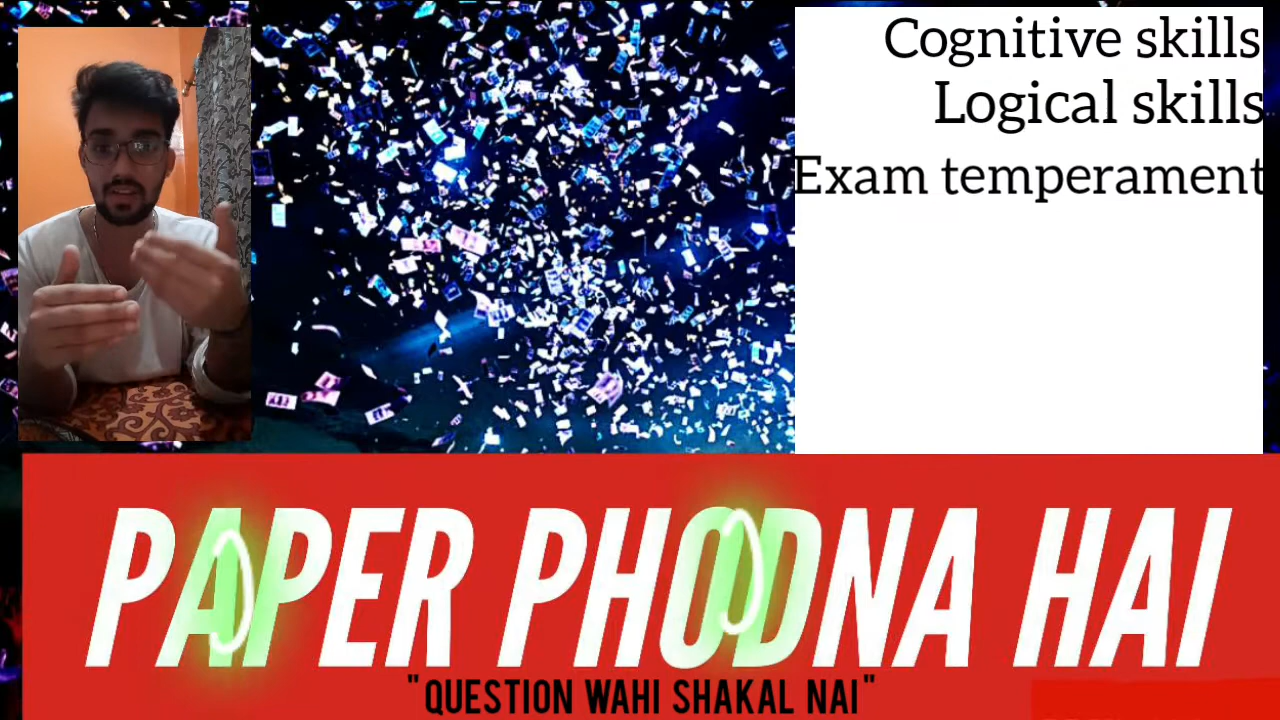 Cognitive skills
Logical skills
Exam temperament
PAPER PHODNA HAI
"QUESTION WAHI SHAKAL NAI"